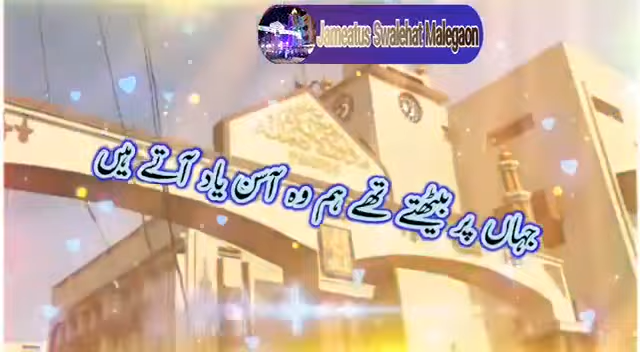 Jameatus Swalehat Malegaon
جہاں پر بیٹھتے تھے ہم وہ آسن یاد آتے ہیں